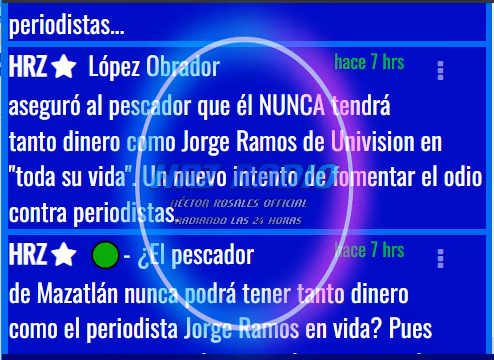 periodistas...
HRZ López Obrador hace 7 hrs
aseguró al pescador que él NUNCA tendrá
tanto dinero como Jorge Ramos de Univision en
"toda su vida". Un nuevo intento de fomentar el odio
contra periodistas.
HRZ RADIO
HÉCTOR ROSALES OFFICIAL
RADIANDO LAS 24 HORAS
HRZ - ¿El pescador hace 7 hrs
de Mazatlán nunca podrá tener tanto dinero
como el periodista Jorge Ramos en vida? Pues